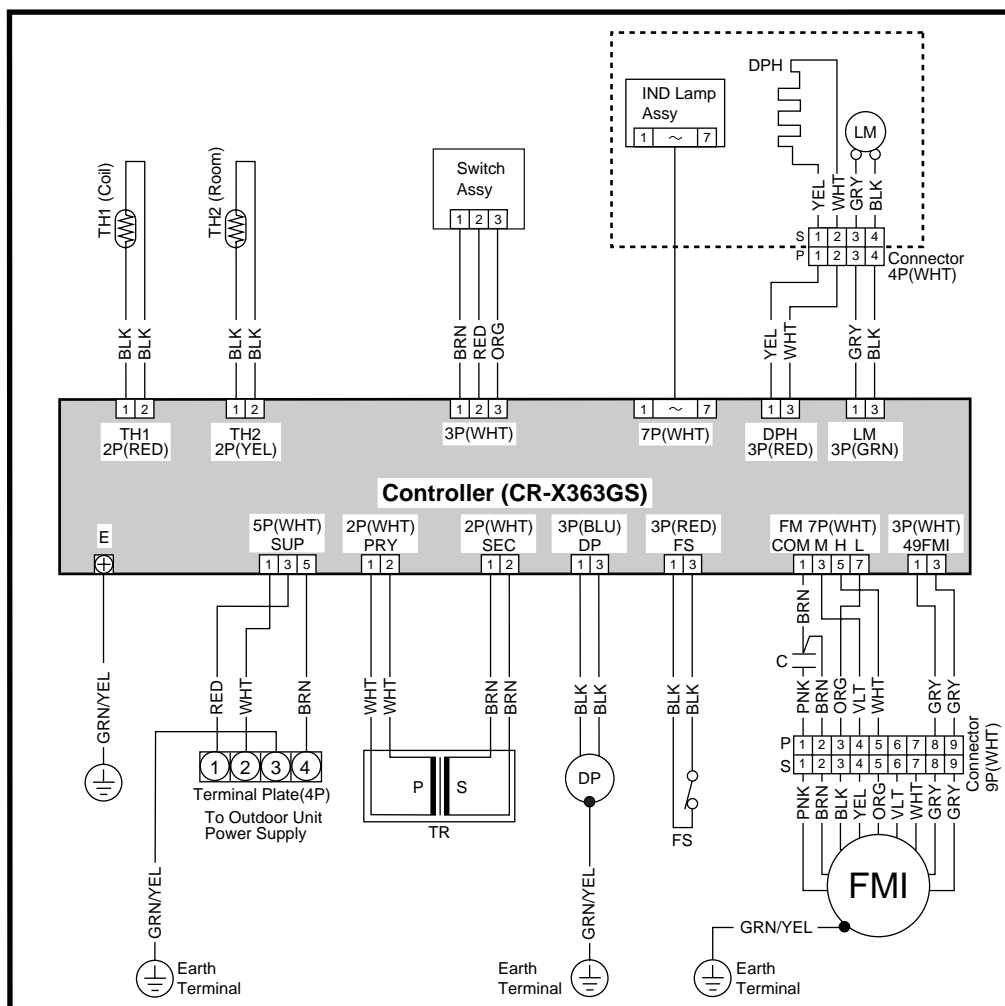 DPH
IND Lamp
Assy
1 ~ 7
LM
TH1 (Coil)
TH2 (Room)
Switch
Assy
1 2 3
YEL
WHT
GRY
BLK
S 1 2 3 4
P 1 2 3 4
Connector
4P(WHT)
BLK
BLK
BLK
BLK
BRN
RED
ORG
YEL
WHT
GRY
BLK
1 2
1 2
1 2 3
1 ~ 7
1 3
1 3
TH1
2P(RED)
TH2
2P(YEL)
3P(WHT)
7P(WHT)
DPH
3P(RED)
LM
3P(GRN)
Controller (CR-X363GS)
E
5P(WHT)
SUP
2P(WHT)
PRY
2P(WHT)
SEC
3P(BLU)
DP
3P(RED)
FS
FM 7P(WHT)
COM M H L
3P(WHT)
49FMI
1 3 5
1 2
1 2
1 3
1 3
1 3 5 7
1 3
GRN/YEL
RED
WHT
BRN
WHT
WHT
BRN
BRN
BLK
BLK
BLK
BLK
BRN
C
PNK
BRN
ORG
VLT
WHT
GRY
GRY
P 1 2 3 4 5 6 7 8 9
S 1 2 3 4 5 6 7 8 9
Connector
9P(WHT)
1 2 3 4
Terminal Plate(4P)
To Outdoor Unit
Power Supply
P S
TR
DP
FS
PNK
BRN
BLK
YEL
ORG
VLT
WHT
GRY
GRY
FMI
GRN/YEL
GRN/YEL
GRN/YEL
Earth
Terminal
Earth
Terminal
Earth
Terminal